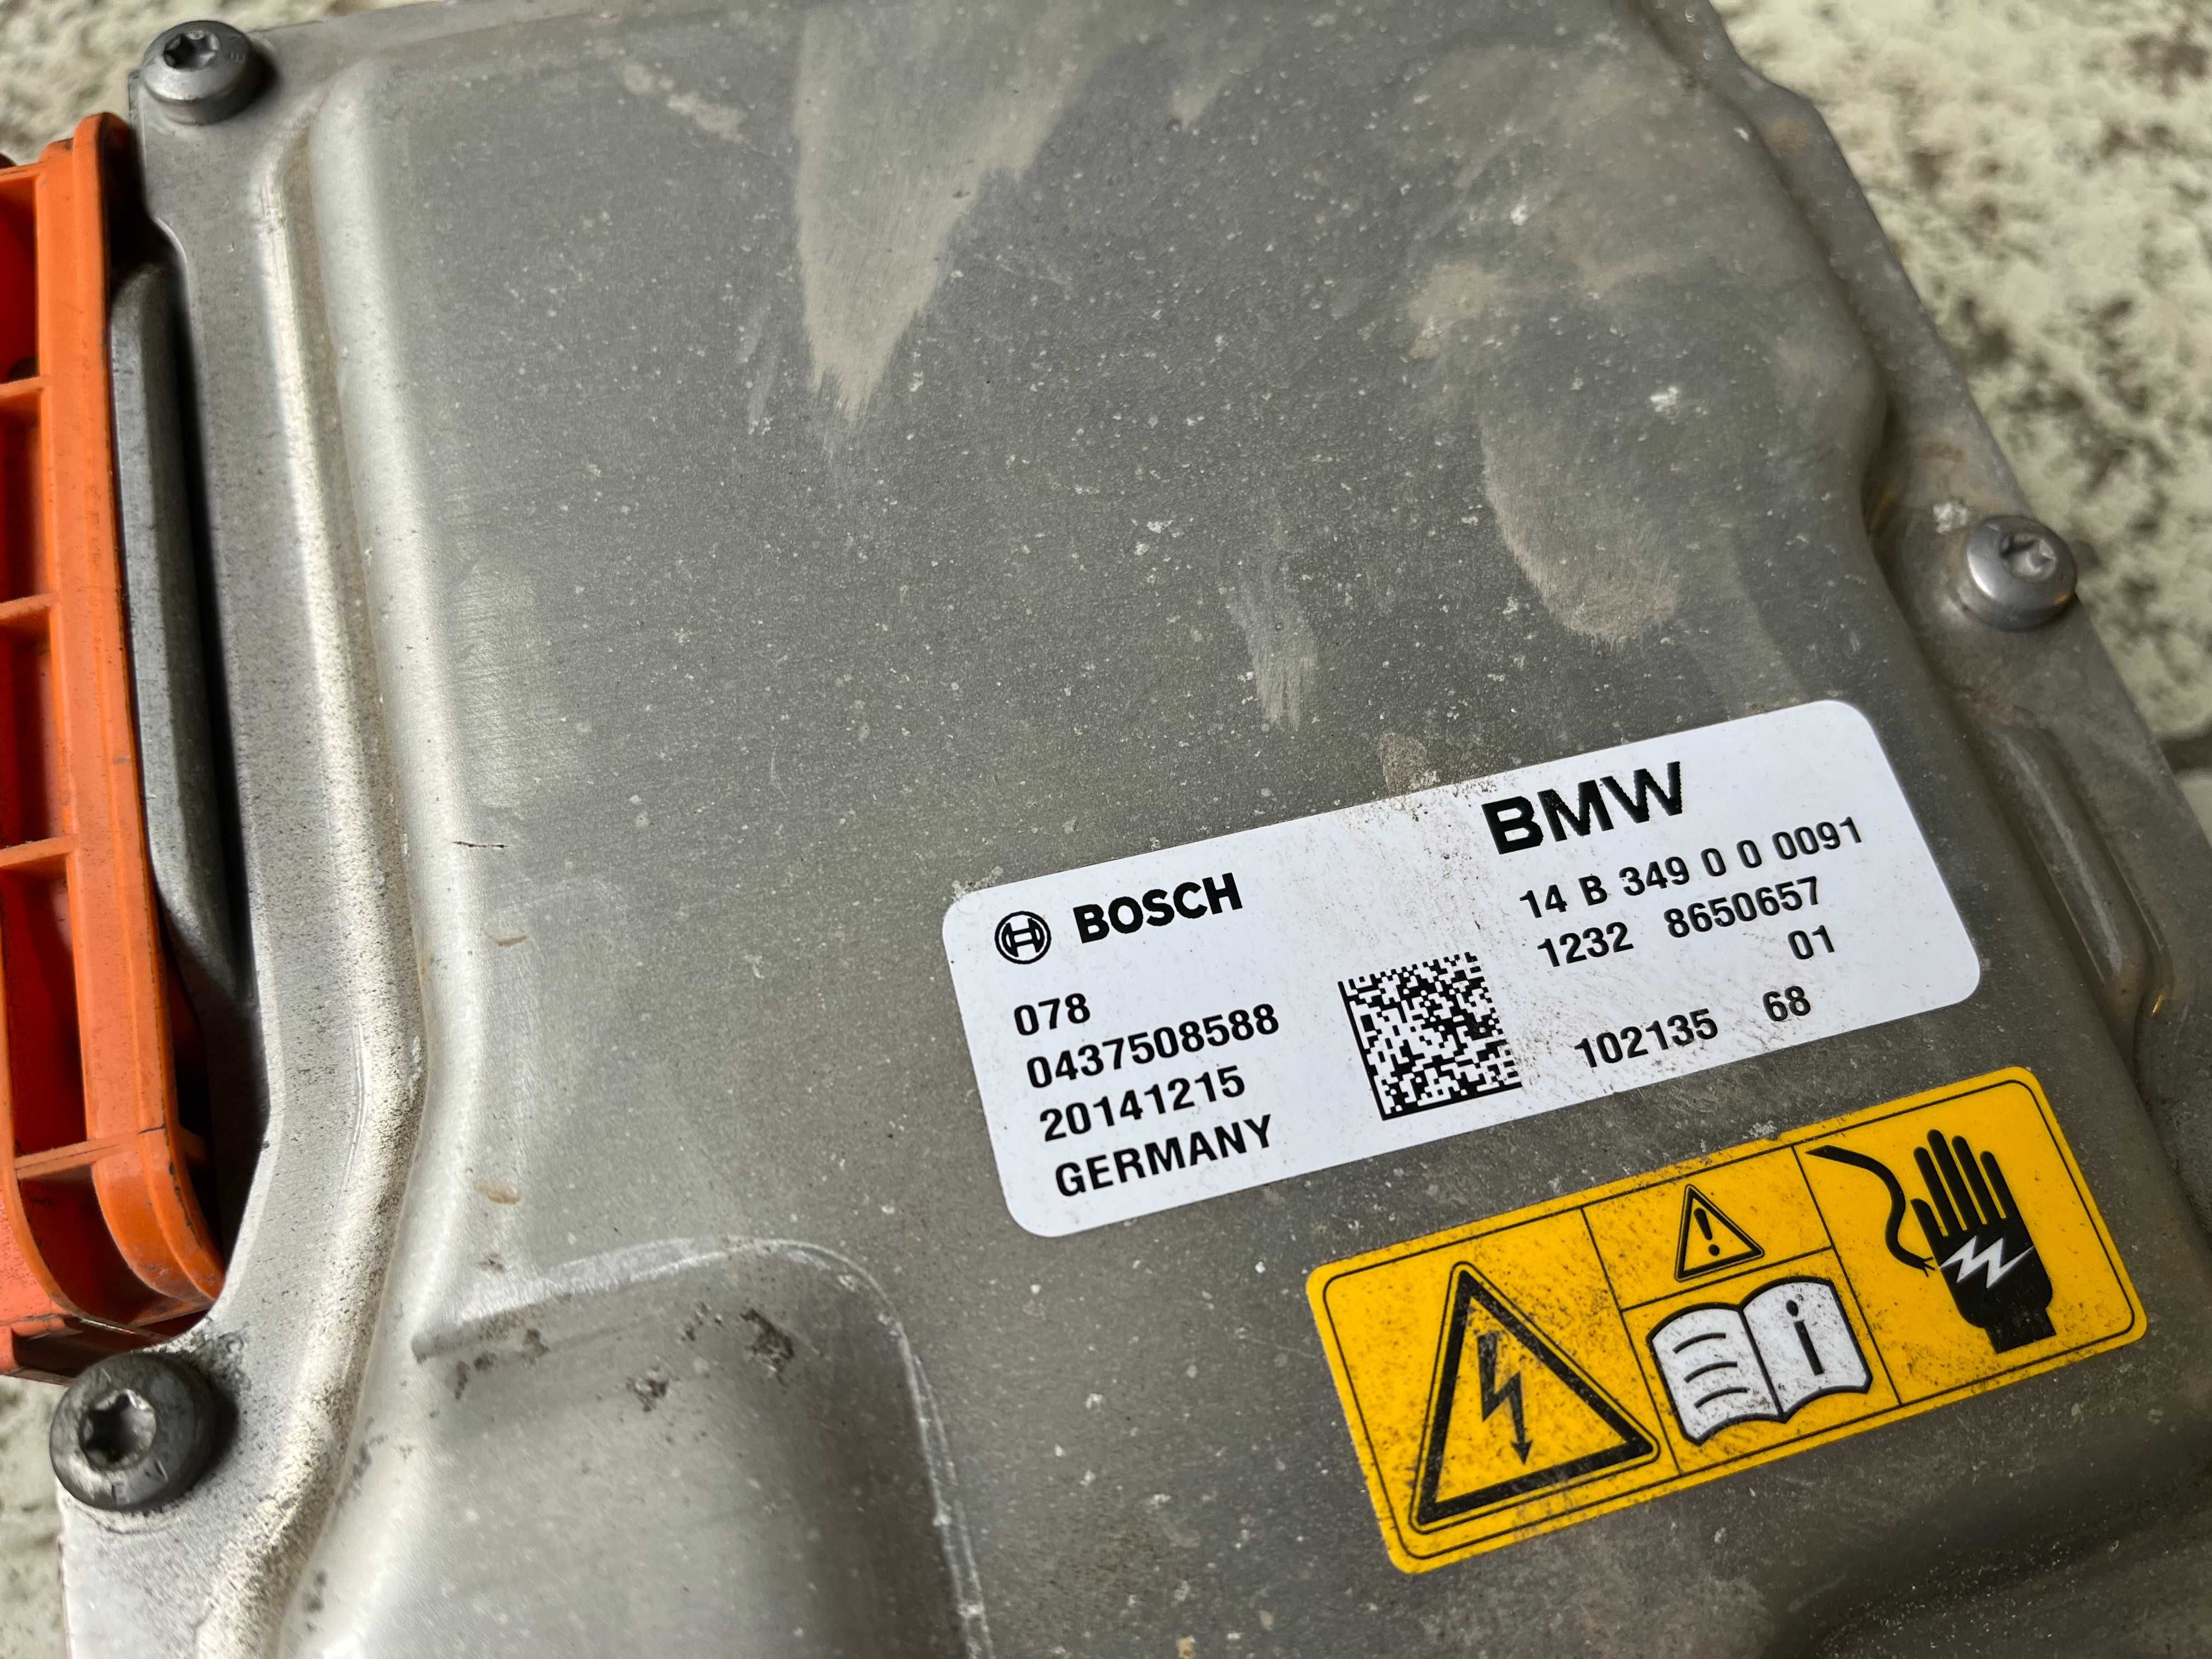 BOSCH
078
0437508588
20141215
GERMANY
BMW
14 B 349 0 0 0091
1232 8650657
01
102135 68